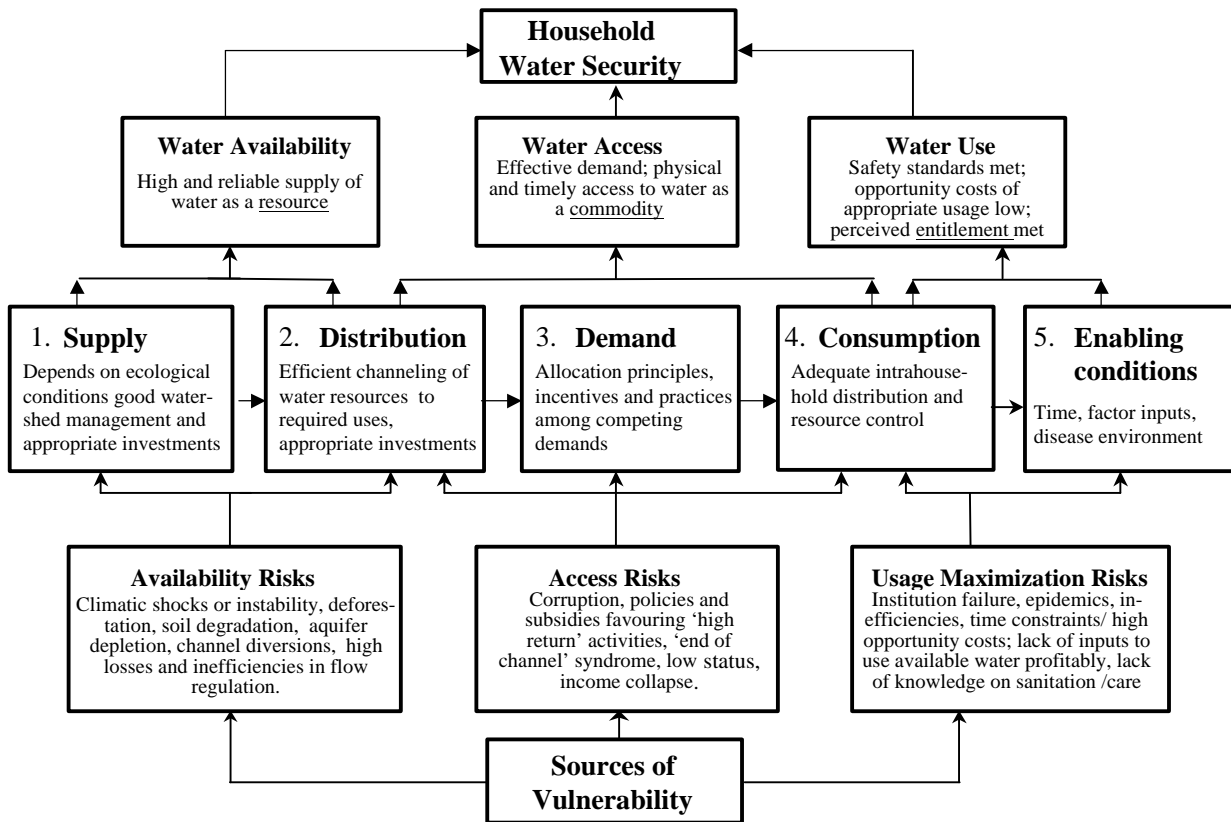 Household
Water Security
Water Availability
High and reliable supply of
water as a resource
Water Access
Effective demand; physical
and timely access to water as
a commodity
Water Use
Safety standards met;
opportunity costs of
appropriate usage low;
perceived entitlement met
1. Supply
Depends on ecological
conditions good water-
shed management and
appropriate investments
2. Distribution
Efficient channeling of
water resources to
required uses,
appropriate investments
3. Demand
Allocation principles,
incentives and practices
among competing
demands
4. Consumption
Adequate intrahouse-
hold distribution and
resource control
5. Enabling
conditions
Time, factor inputs,
disease environment
Availability Risks
Climatic shocks or instability, defores-
tation, soil degradation, aquifer
depletion, channel diversions, high
losses and inefficiencies in flow
regulation.
Access Risks
Corruption, policies and
subsidies favouring ‘high
return’ activities, ‘end of
channel’ syndrome, low status,
income collapse.
Usage Maximization Risks
Institution failure, epidemics, in-
efficiencies, time constraints/ high
opportunity costs; lack of inputs to
use available water profitably, lack
of knowledge on sanitation /care
Sources of
Vulnerability